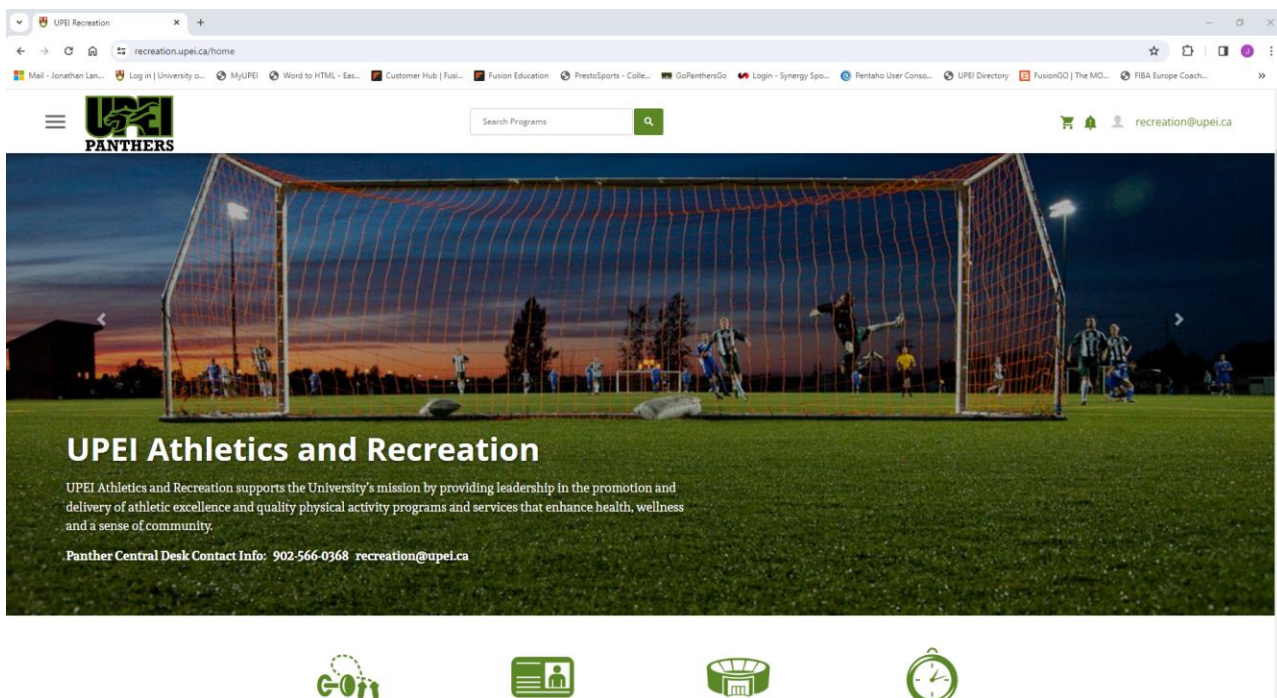 UPEI Recreation
recreation.upei.ca/home
Mail - Jonathan Lan... Log in | University o... MyUPEI Word to HTML - Eas... Customer Hub | Fusi... Fusion Education PrestoSports - Colle... GoPanthersGo Login - Synergy Spo... Pentaho User Conso... UPEI Directory FusionGO | The MO... FIBA Europe Coach... »
UPEI
PANTHERS
Search Programs
recreation@upei.ca
UPEI Athletics and Recreation
UPEI Athletics and Recreation supports the University's mission by providing leadership in the promotion and
delivery of athletic excellence and quality physical activity programs and services that enhance health, wellness
and a sense of community.
Panther Central Desk Contact Info: 902-566-0368 recreation@upei.ca